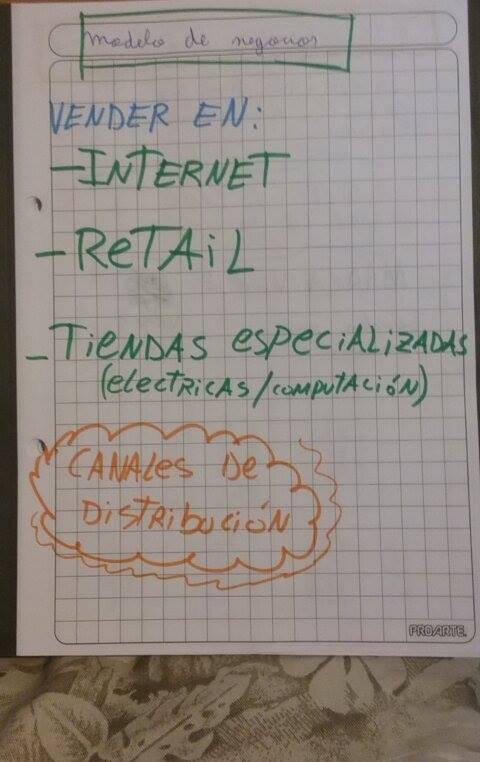 modelo de negocios
VENDER EN:
- INTERNET
- ReTAiL
- TiENDAS especiALiZADAS
(electricas/computación)
CANALes De
DistribuciÓN
PROARTE.